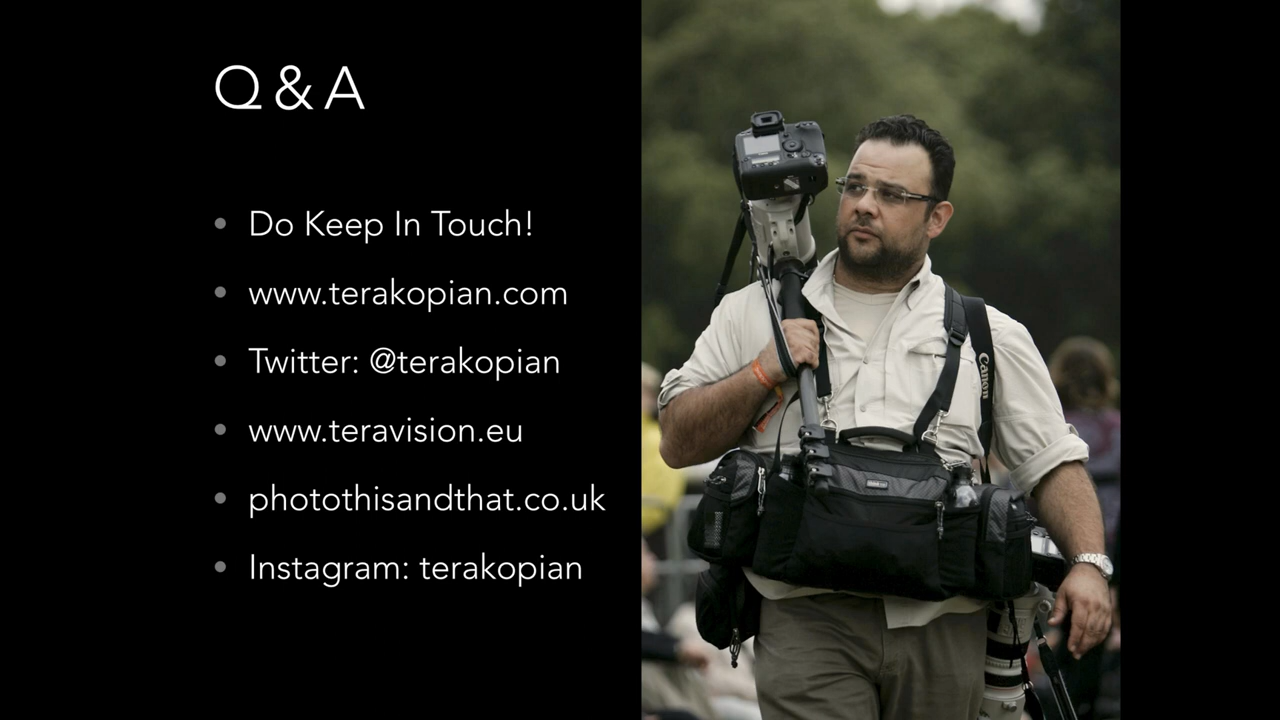 Q & A
• Do Keep In Touch!
• www.terakopian.com
• Twitter: @terakopian
• www.teravision.eu
• photothisandthat.co.uk
• Instagram: terakopian
Canon